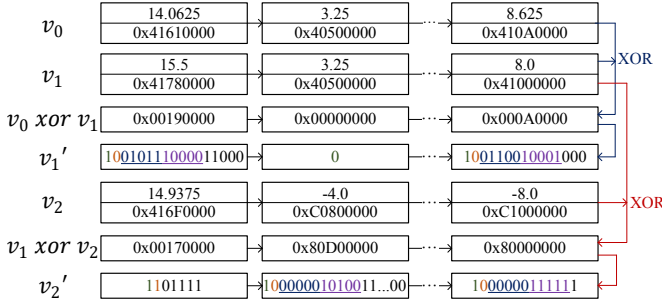 v₀ 14.0625 3.25 ... 8.625
0x41610000 0x40500000 0x410A0000
XOR
v₁ 15.5 3.25 ... 8.0
0x41780000 0x40500000 0x41000000
v₀ xor v₁ 0x00190000 0x00000000 ... 0x000A0000
v₁′ 10010111000011000 0 ... 100110010001000
v₂ 14.9375 -4.0 ... -8.0
0x416F0000 0xC0800000 0xC1000000
XOR
v₁ xor v₂ 0x00170000 0x80D00000 ... 0x80000000
v₂′ 1101111 10000001010011...00 ... 10000001111111